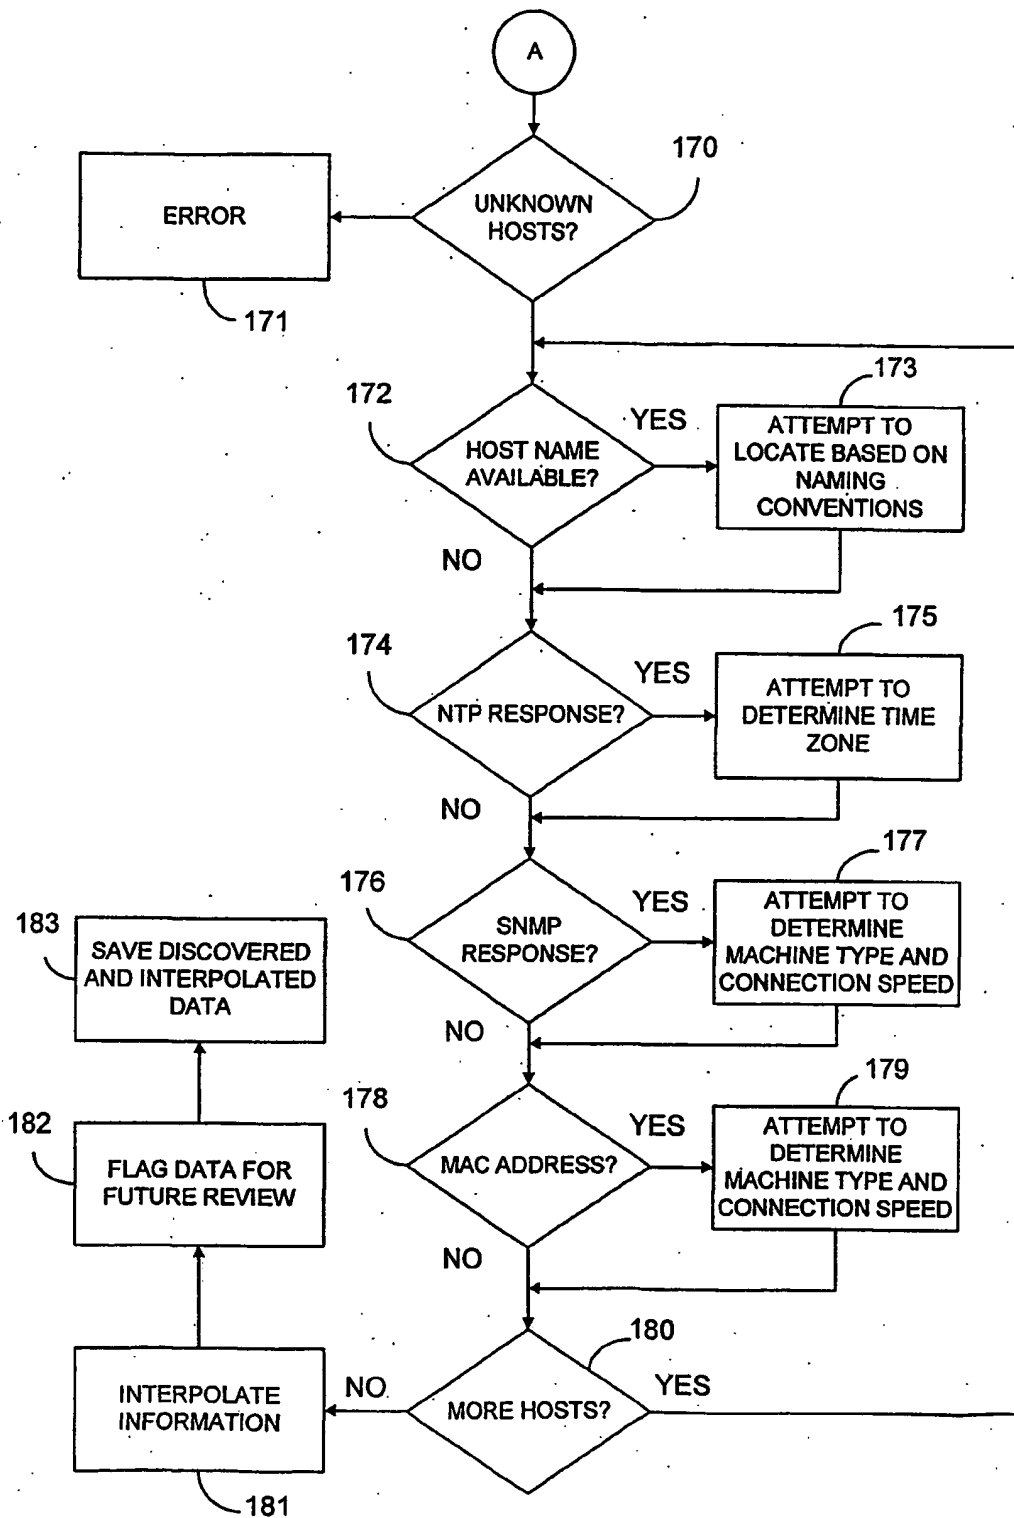 A
170
UNKNOWN
HOSTS?
ERROR
171
172
HOST NAME
AVAILABLE?
YES
173
ATTEMPT TO
LOCATE BASED ON
NAMING
CONVENTIONS
NO
174
NTP RESPONSE?
YES
175
ATTEMPT TO
DETERMINE TIME
ZONE
NO
176
SNMP
RESPONSE?
YES
177
ATTEMPT TO
DETERMINE
MACHINE TYPE AND
CONNECTION SPEED
NO
178
MAC ADDRESS?
YES
179
ATTEMPT TO
DETERMINE
MACHINE TYPE AND
CONNECTION SPEED
NO
180
MORE HOSTS?
YES
NO
INTERPOLATE
INFORMATION
181
182
FLAG DATA FOR
FUTURE REVIEW
183
SAVE DISCOVERED
AND INTERPOLATED
DATA